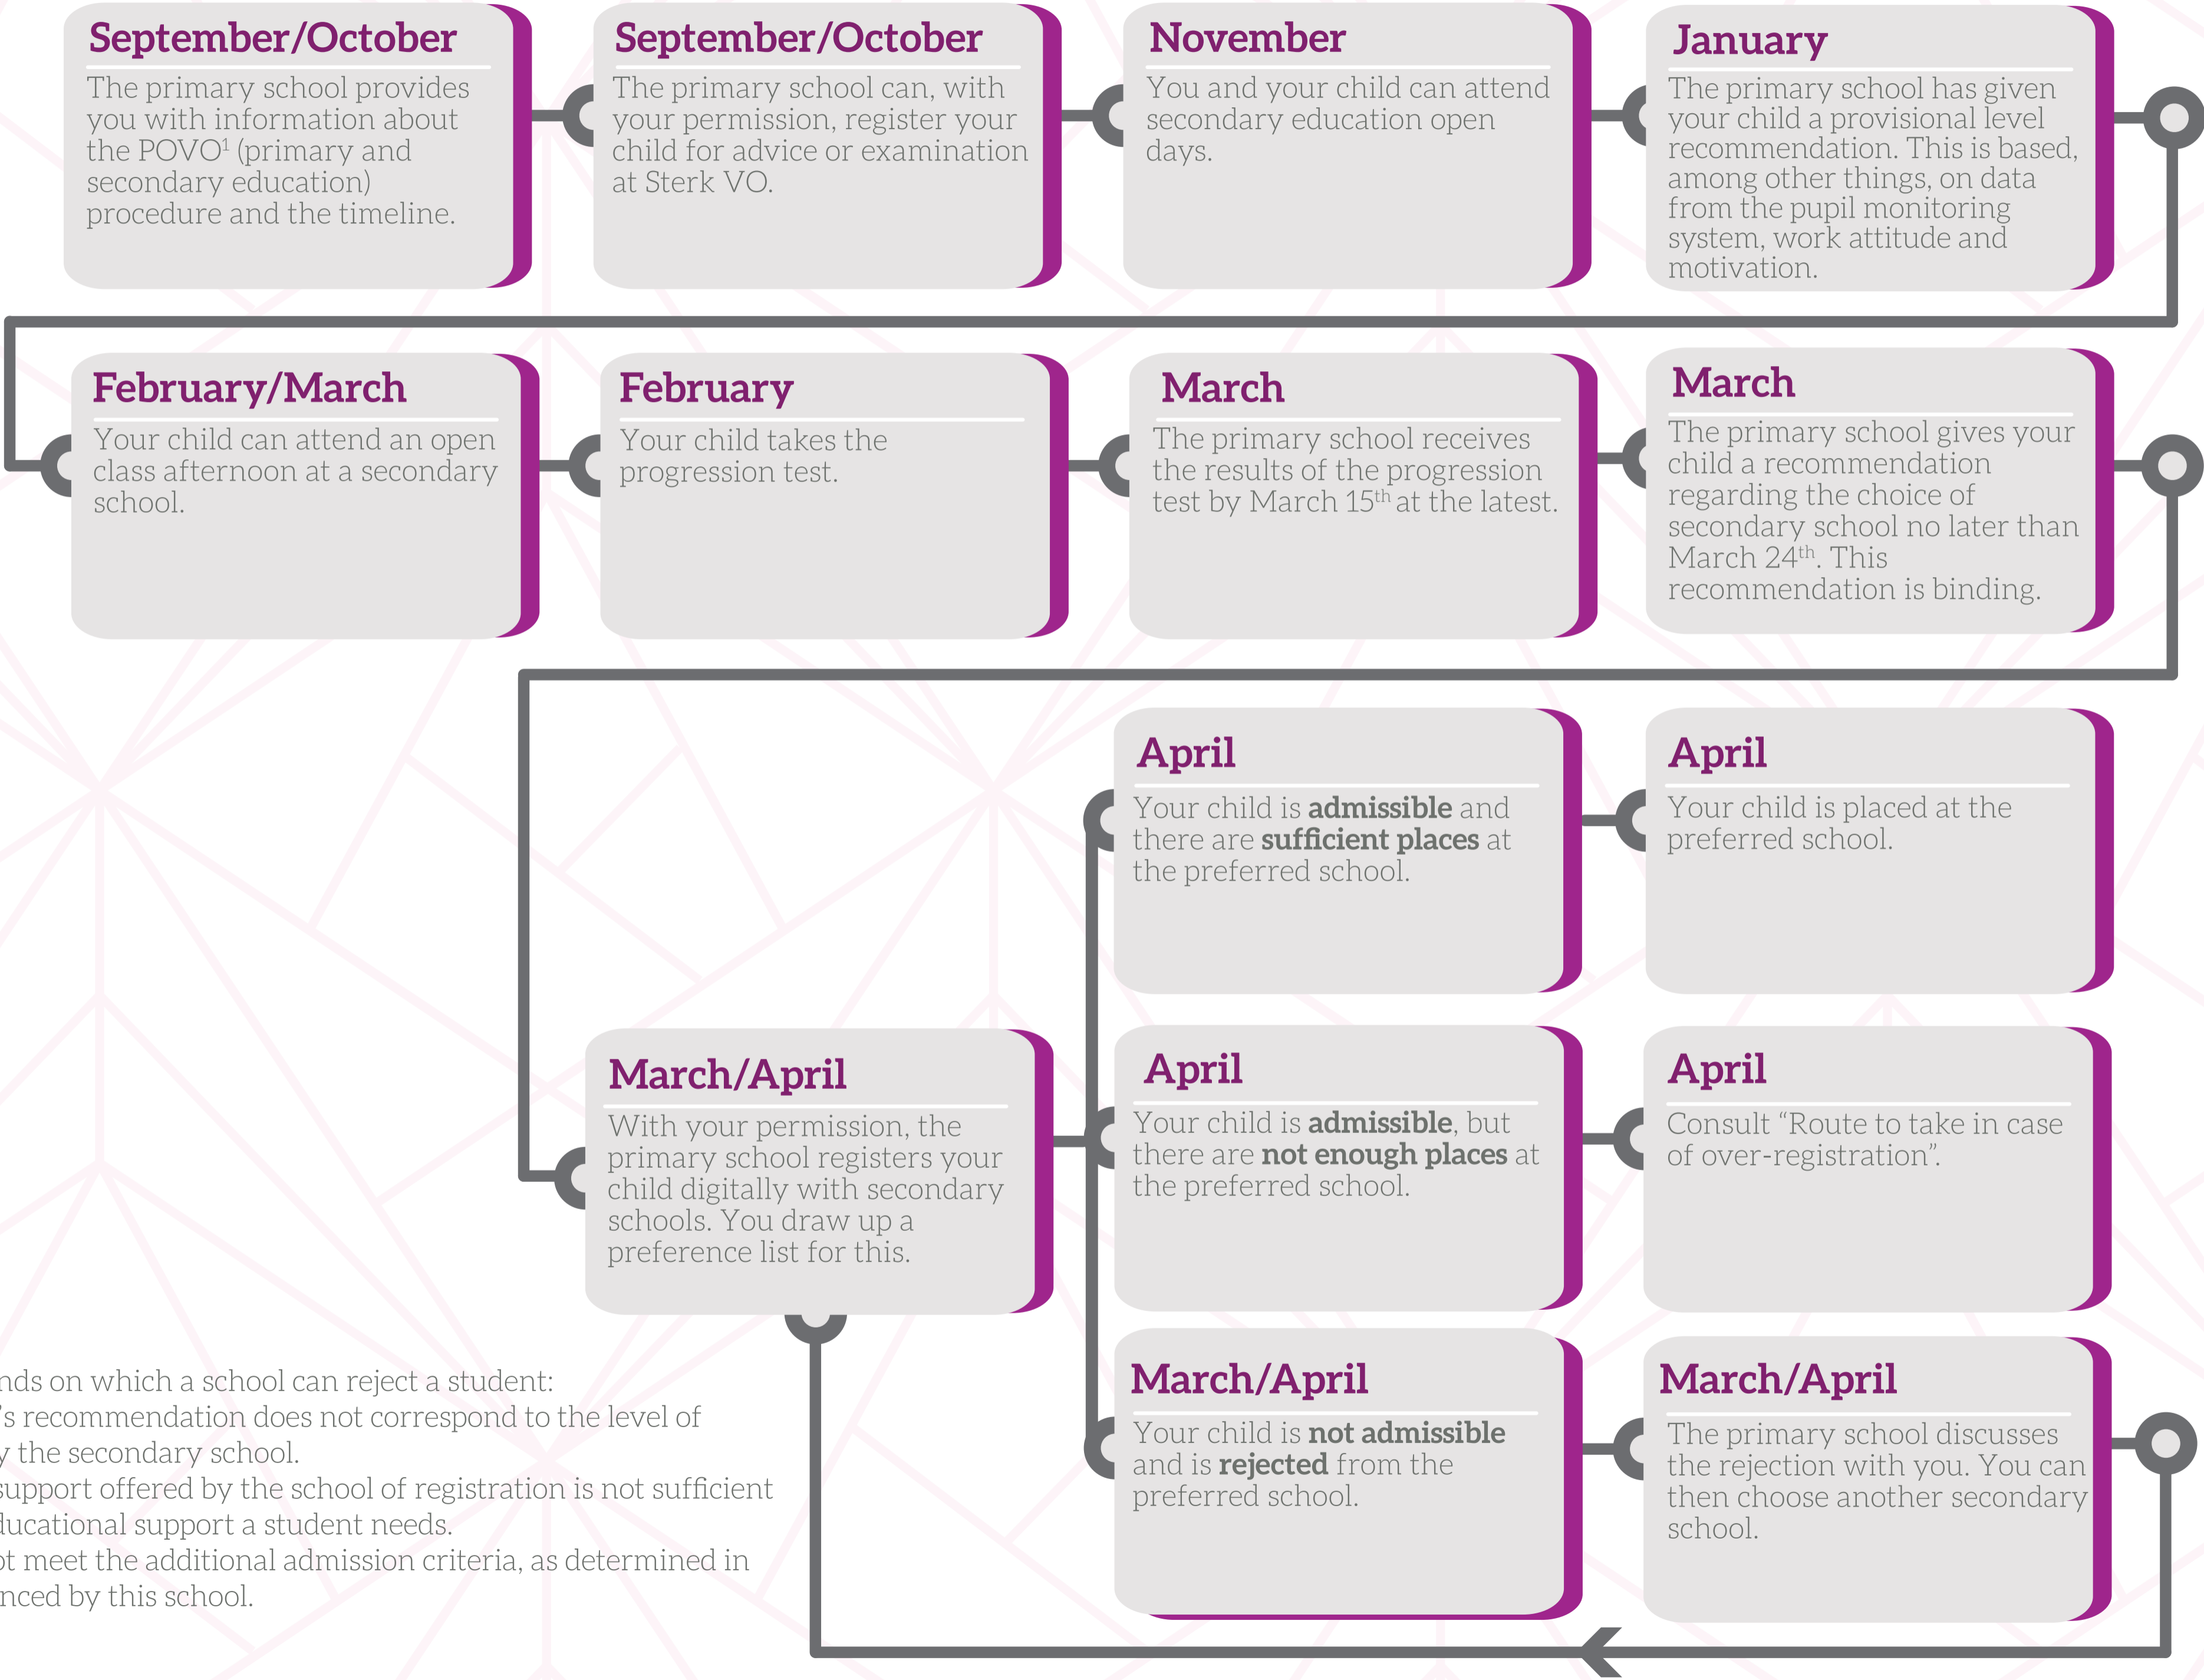 September/October
The primary school provides
you with information about
the POVO¹ (primary and
secondary education)
procedure and the timeline.
September/October
The primary school can, with
your permission, register your
child for advice or examination
at Sterk VO.
November
You and your child can attend
secondary education open
days.
January
The primary school has given
your child a provisional level
recommendation. This is based,
among other things, on data
from the pupil monitoring
system, work attitude and
motivation.
February/March
Your child can attend an open
class afternoon at a secondary
school.
February
Your child takes the
progression test.
March
The primary school receives
the results of the progression
test by March 15th at the latest.
March
The primary school gives your
child a recommendation
regarding the choice of
secondary school no later than
March 24th. This
recommendation is binding.
March/April
With your permission, the
primary school registers your
child digitally with secondary
schools. You draw up a
preference list for this.
April
Your child is admissible and
there are sufficient places at
the preferred school.
April
Your child is placed at the
preferred school.
April
Your child is admissible, but
there are not enough places at
the preferred school.
April
Consult “Route to take in case
of over-registration”.
March/April
Your child is not admissible
and is rejected from the
preferred school.
March/April
The primary school discusses
the rejection with you. You can
then choose another secondary
school.
nds on which a school can reject a student:
's recommendation does not correspond to the level of
y the secondary school.
support offered by the school of registration is not sufficient
ducational support a student needs.
ot meet the additional admission criteria, as determined in
nced by this school.